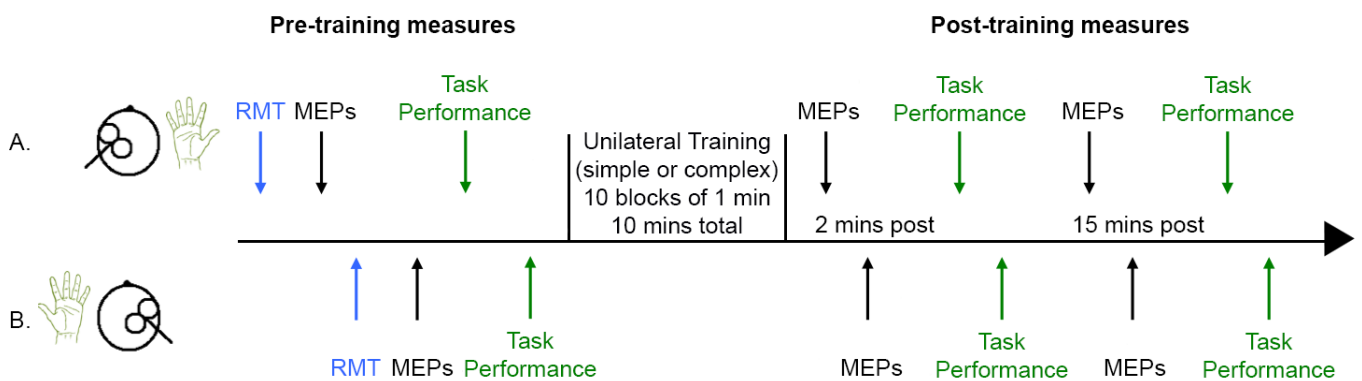 Pre-training measures
Post-training measures
A.
RMT
MEPs
Task
Performance
Unilateral Training
(simple or complex)
10 blocks of 1 min
10 mins total
MEPs
Task
Performance
MEPs
Task
Performance
2 mins post
15 mins post
B.
RMT
MEPs
Task
Performance
MEPs
Task
Performance
MEPs
Task
Performance